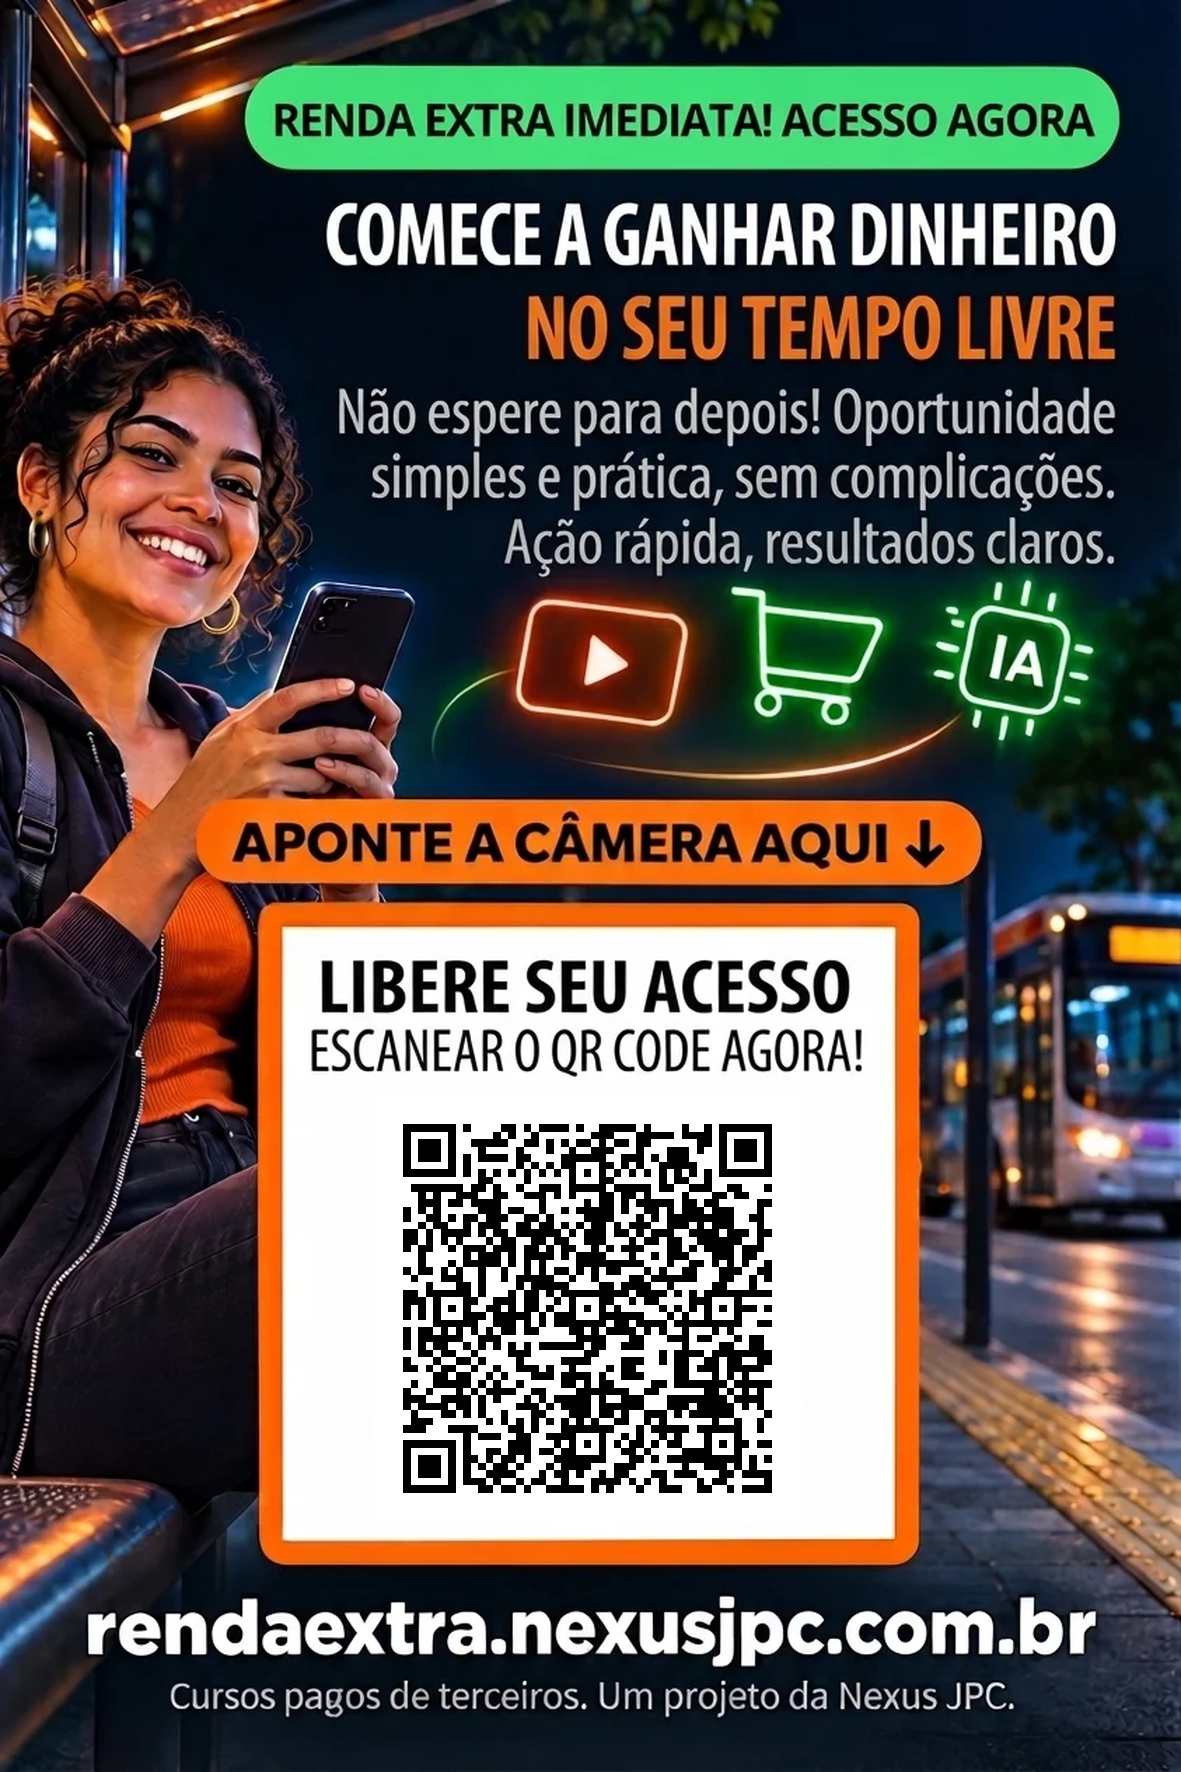 RENDA EXTRA IMEDIATA! ACESSO AGORA
COMECE A GANHAR DINHEIRO
NO SEU TEMPO LIVRE
Não espere para depois! Oportunidade
simples e prática, sem complicações.
Ação rápida, resultados claros.
IA
APONTE A CÂMERA AQUI ↓
LIBERE SEU ACESSO
ESCANEAR O QR CODE AGORA!
rendaextra.nexusjpc.com.br
Cursos pagos de terceiros. Um projeto da Nexus JPC.